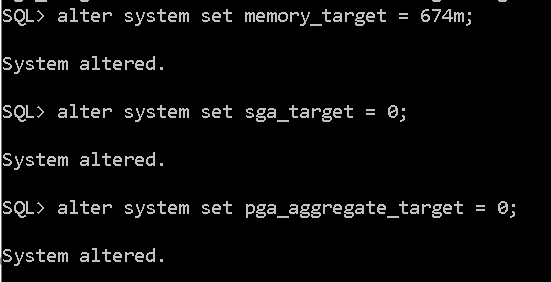 SQL> alter system set memory_target = 674m;
System altered.
SQL> alter system set sga_target = 0;
System altered.
SQL> alter system set pga_aggregate_target = 0;
System altered.